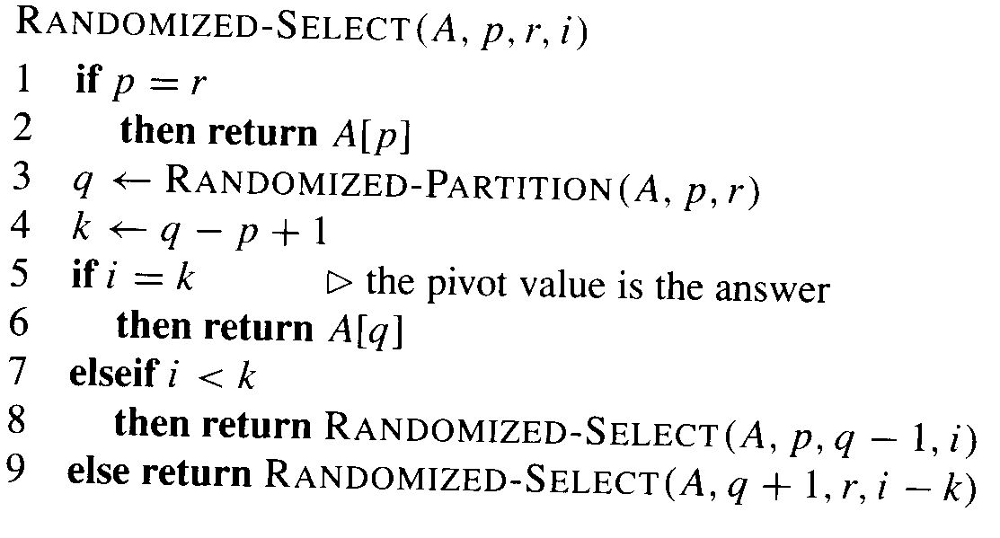 RANDOMIZED-SELECT(A, p, r, i)
1 if p = r
2 then return A[p]
3 q ← RANDOMIZED-PARTITION(A, p, r)
4 k ← q − p + 1
5 if i = k ▷ the pivot value is the answer
6 then return A[q]
7 elseif i < k
8 then return RANDOMIZED-SELECT(A, p, q − 1, i)
9 else return RANDOMIZED-SELECT(A, q + 1, r, i − k)